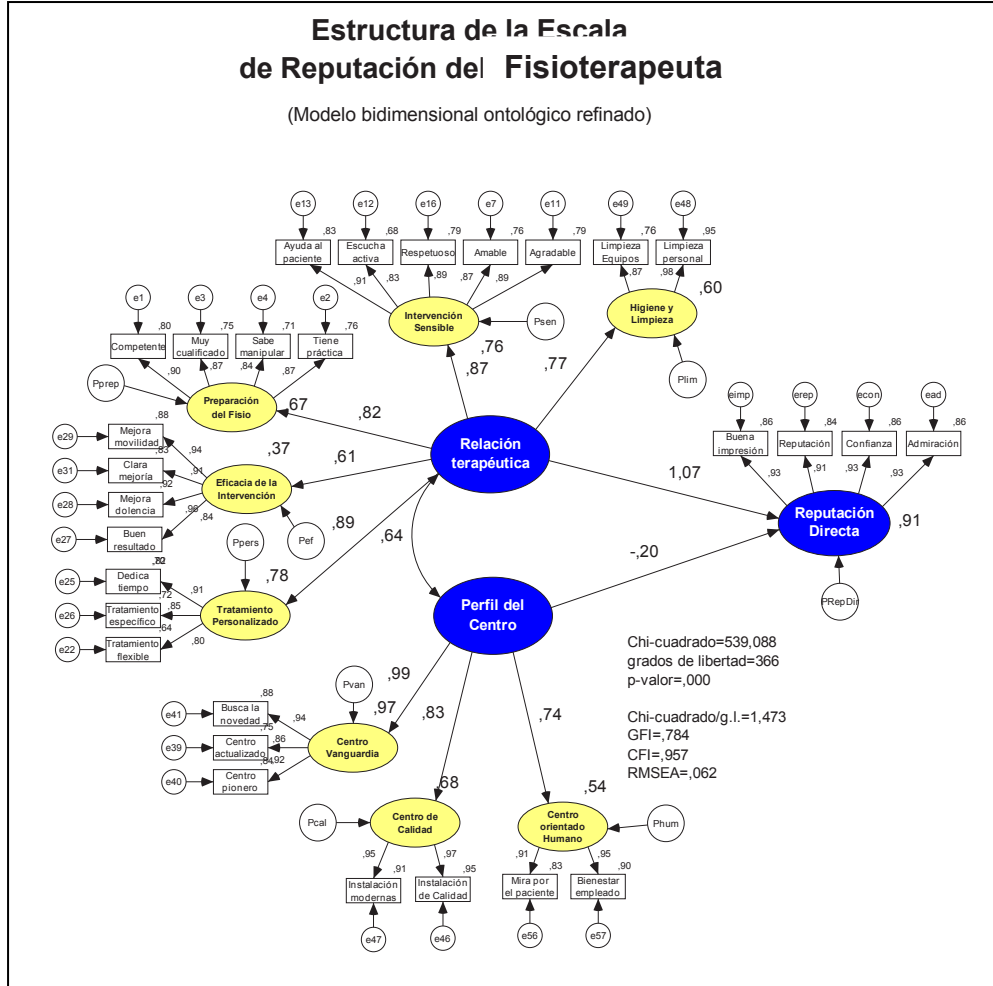 Estructura de la Escala
de Reputación del Fisioterapeuta
(Modelo bidimensional ontológico refinado)
e13
e12
e16
e7
e11
e49
e48
,83
,68
,79
,76
,79
,76
,95
Ayuda al
paciente
Escucha
activa
Respetuoso
Amable
Agradable
Limpieza
Equipos
Limpieza
personal
,91
,83
,89
,87
,89
,87
,98
Intervención
Sensible
Psen
,76
,87
Higiene y
Limpieza
,60
,77
Plim
e1
e3
e4
e2
,80
,75
,71
,76
Competente
Muy
cualificado
Sabe
manipular
Tiene
práctica
,90
,87
,84
,87
Pprep
Preparación
del Fisio
,67
,82
eimp
erep
econ
ead
,86
,84
,86
,86
Buena
impresión
Reputación
Confianza
Admiración
,93
,91
,93
,93
Reputación
Directa
,91
PRepDir
Relación
terapéutica
1,07
-,20
,88
e29
Mejora
movilidad
,94
,83
e31
Clara
mejoría
,91
,92
e28
Mejora
dolencia
,96
,84
e27
Buen
resultado
Eficacia de la
Intervención
,37
,61
Pef
,89
,64
Ppers
,78
e25
Dedica
tiempo
,91
,72
e26
Tratamiento
específico
,85
,64
e22
Tratamiento
flexible
,80
Tratamiento
Personalizado
Perfil del
Centro
Chi-cuadrado=539,088
grados de libertad=366
p-valor=,000
Chi-cuadrado/g.l.=1,473
GFI=,784
CFI=,957
RMSEA=,062
,99
,83
,74
Pvan
,97
,88
e41
Busca la
novedad
,94
,75
e39
Centro
actualizado
,86
,84
,92
e40
Centro
pionero
Centro
Vanguardia
,68
Pcal
Centro de
Calidad
,95
,91
,97
,95
Instalación
modernas
Instalación
de Calidad
e47
e46
,54
Centro
orientado
Humano
Phum
,91
,83
,95
,90
Mira por
el paciente
Bienestar
empleado
e56
e57